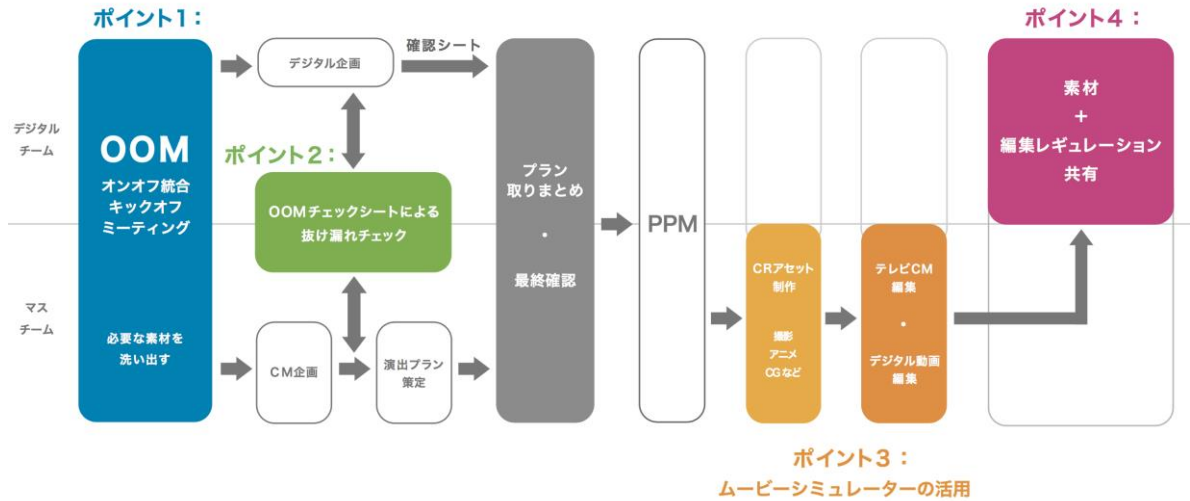 ポイント1：
ポイント4：
デジタル
チーム
マス
チーム
OOM
オンオフ統合
キックオフ
ミーティング
必要な素材を
洗い出す
デジタル企画
確認シート
ポイント2：
OOMチェックシートによる
抜け漏れチェック
CM企画
演出プラン
策定
プラン
取りまとめ
・
最終確認
PPM
CRアセット
制作
撮影
アニメ
CGなど
テレビCM
編集
・
デジタル動画
編集
素材
+
編集レギュレーション
共有
ポイント3：
ムービーシミュレーターの活用